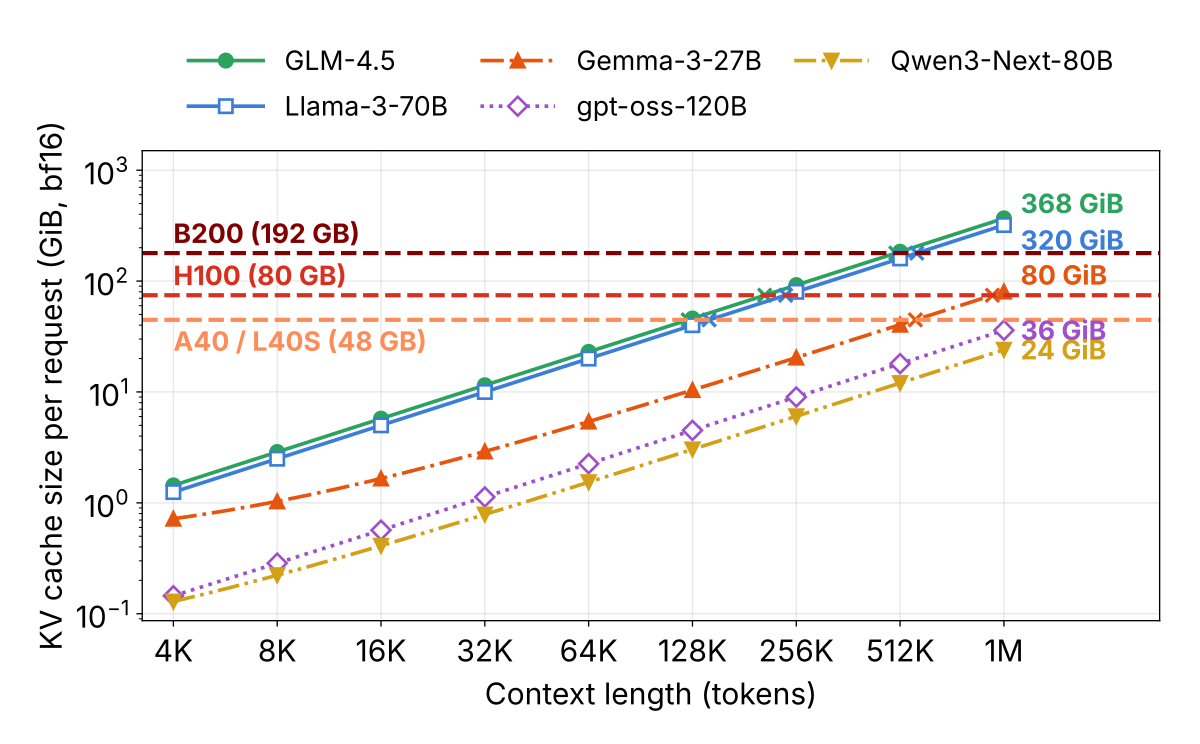 GLM-4.5
Gemma-3-27B
Qwen3-Next-80B
Llama-3-70B
gpt-oss-120B
KV cache size per request (GiB, bf16)
10³
10²
10¹
10⁰
10⁻¹
B200 (192 GB)
H100 (80 GB)
A40 / L40S (48 GB)
368 GiB
320 GiB
80 GiB
36 GiB
24 GiB
4K 8K 16K 32K 64K 128K 256K 512K 1M
Context length (tokens)